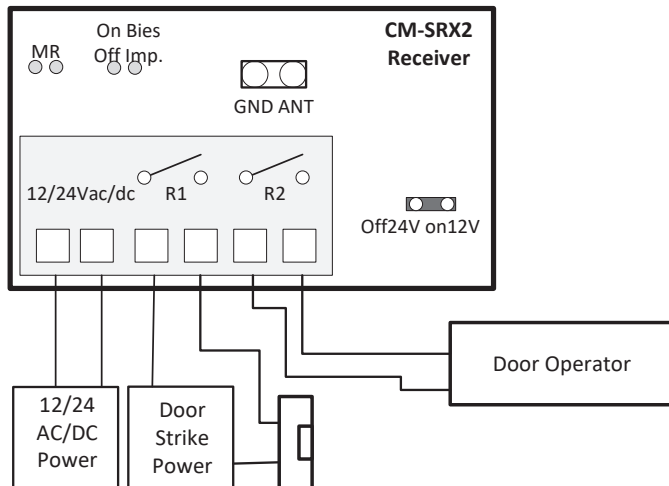 On Bies
MR
Off Imp.
CM-SRX2
Receiver
GND ANT
12/24Vac/dc
R1
R2
Off24V on12V
Door Operator
12/24
AC/DC
Power
Door
Strike
Power